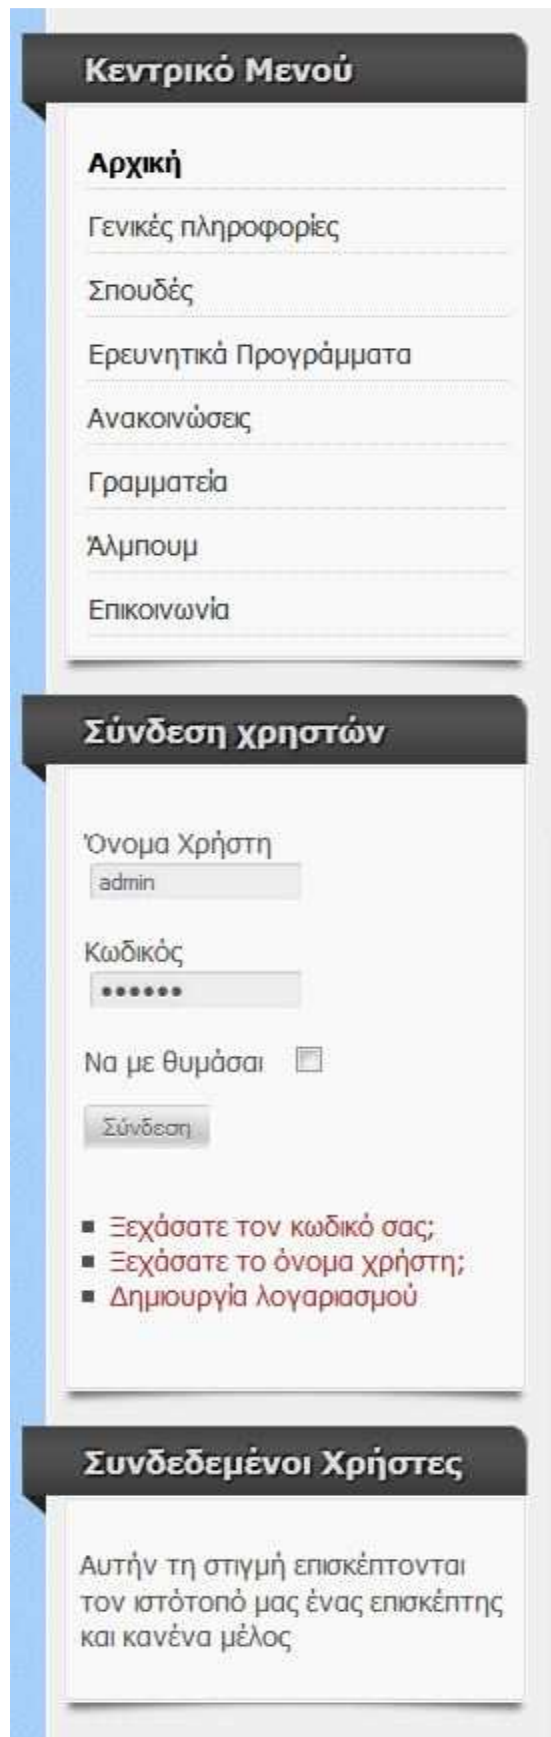 Κεντρικό Μενού
Αρχική
Γενικές πληροφορίες
Σπουδές
Ερευνητικά Προγράμματα
Ανακοινώσεις
Γραμματεία
Άλμπουμ
Επικοινωνία
Σύνδεση χρηστών
Όνομα Χρήστη
admin
Κωδικός
••••••
Να με θυμάσαι
Σύνδεση
Ξεχάσατε τον κωδικό σας;
Ξεχάσατε το όνομα χρήστη;
Δημιουργία λογαριασμού
Συνδεδεμένοι Χρήστες
Αυτήν τη στιγμή επισκέπτονται
τον ιστότοπό μας ένας επισκέπτης
και κανένα μέλος